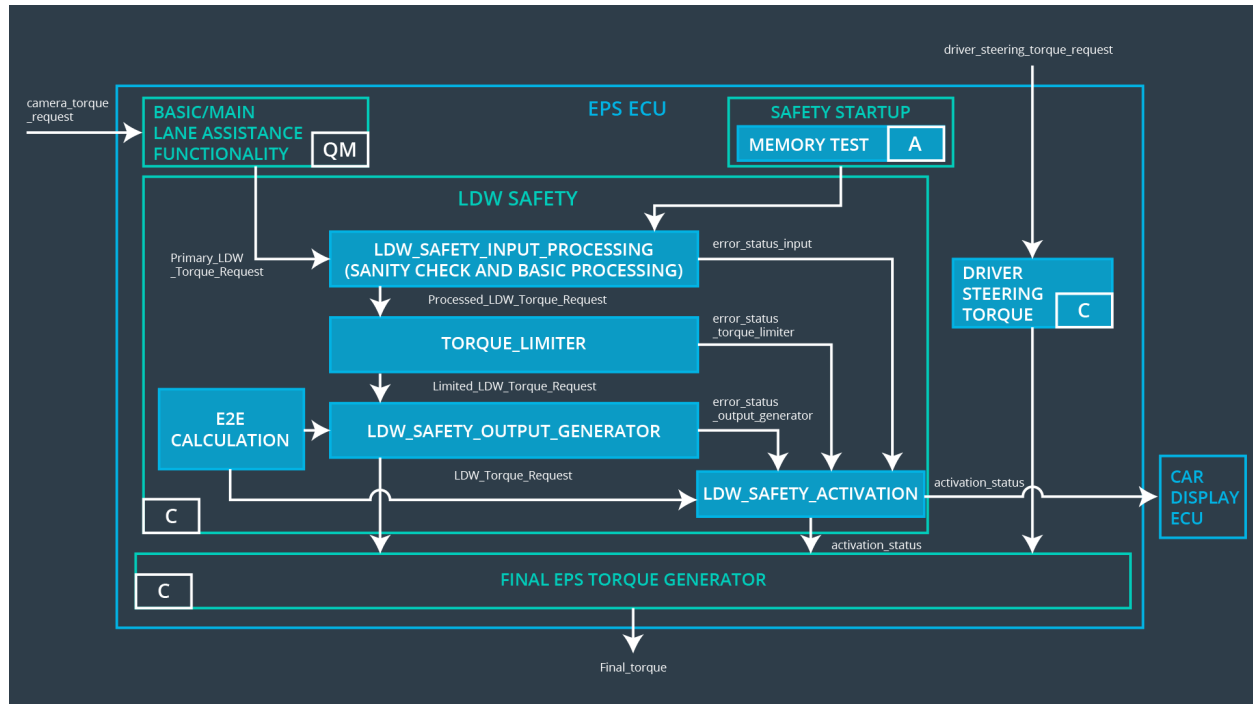 driver_steering_torque_request
camera_torque
_request
EPS ECU
BASIC/MAIN
LANE ASSISTANCE
FUNCTIONALITY
QM
SAFETY STARTUP
MEMORY TEST
A
LDW SAFETY
Primary_LDW
_Torque_Request
LDW_SAFETY_INPUT_PROCESSING
(SANITY CHECK AND BASIC PROCESSING)
error_status_input
DRIVER
STEERING
TORQUE
C
Processed_LDW_Torque_Request
TORQUE_LIMITER
error_status
_torque_limiter
Limited_LDW_Torque_Request
E2E
CALCULATION
LDW_SAFETY_OUTPUT_GENERATOR
error_status
_output_generator
LDW_Torque_Request
LDW_SAFETY_ACTIVATION
activation_status
CAR
DISPLAY
ECU
C
activation_status
FINAL EPS TORQUE GENERATOR
C
Final_torque